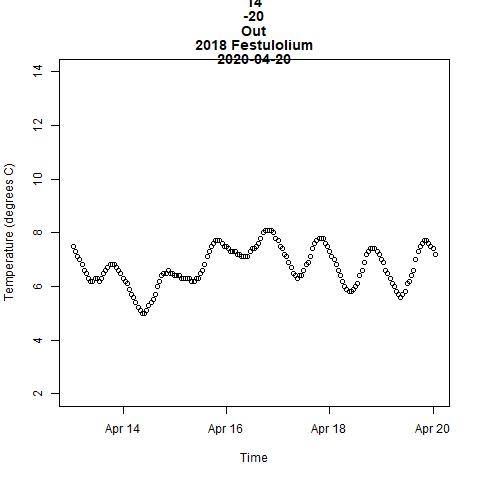 14
-20
Out
2018 Festulolium
2020-04-20
Temperature (degrees C)
14
12
10
8
6
4
2
Apr 14
Apr 16
Apr 18
Apr 20
Time